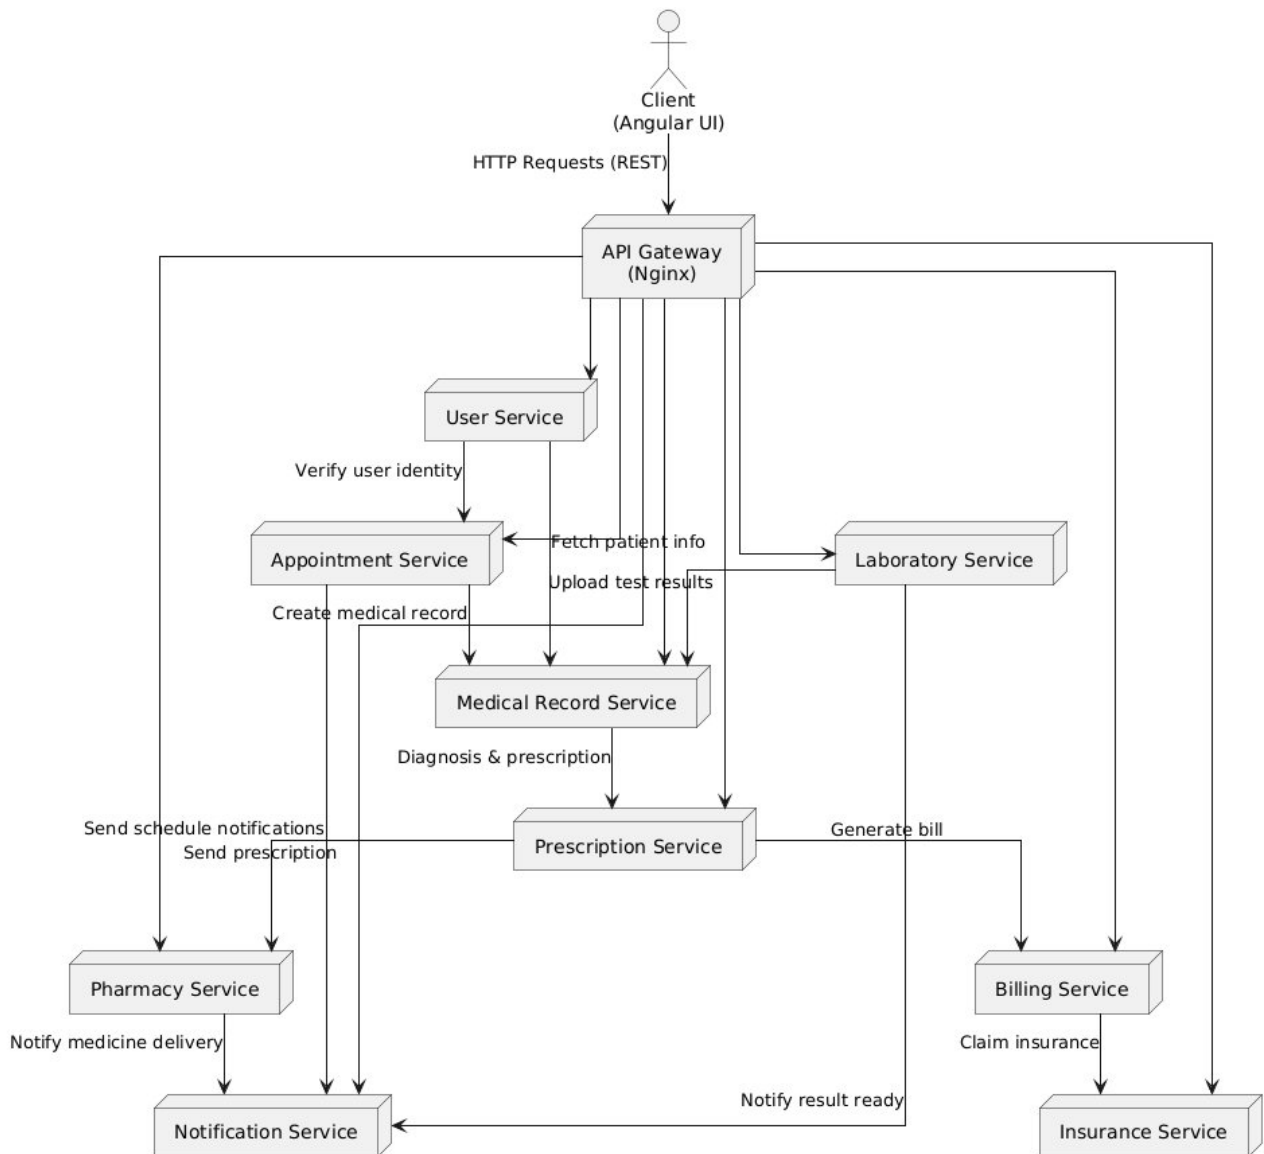 Client
(Angular UI)
HTTP Requests (REST)
API Gateway
(Nginx)
User Service
Verify user identity
Fetch patient info
Appointment Service
Laboratory Service
Upload test results
Create medical record
Medical Record Service
Diagnosis & prescription
Send schedule notifications
Generate bill
Prescription Service
Send prescription
Pharmacy Service
Billing Service
Notify medicine delivery
Claim insurance
Notify result ready
Notification Service
Insurance Service